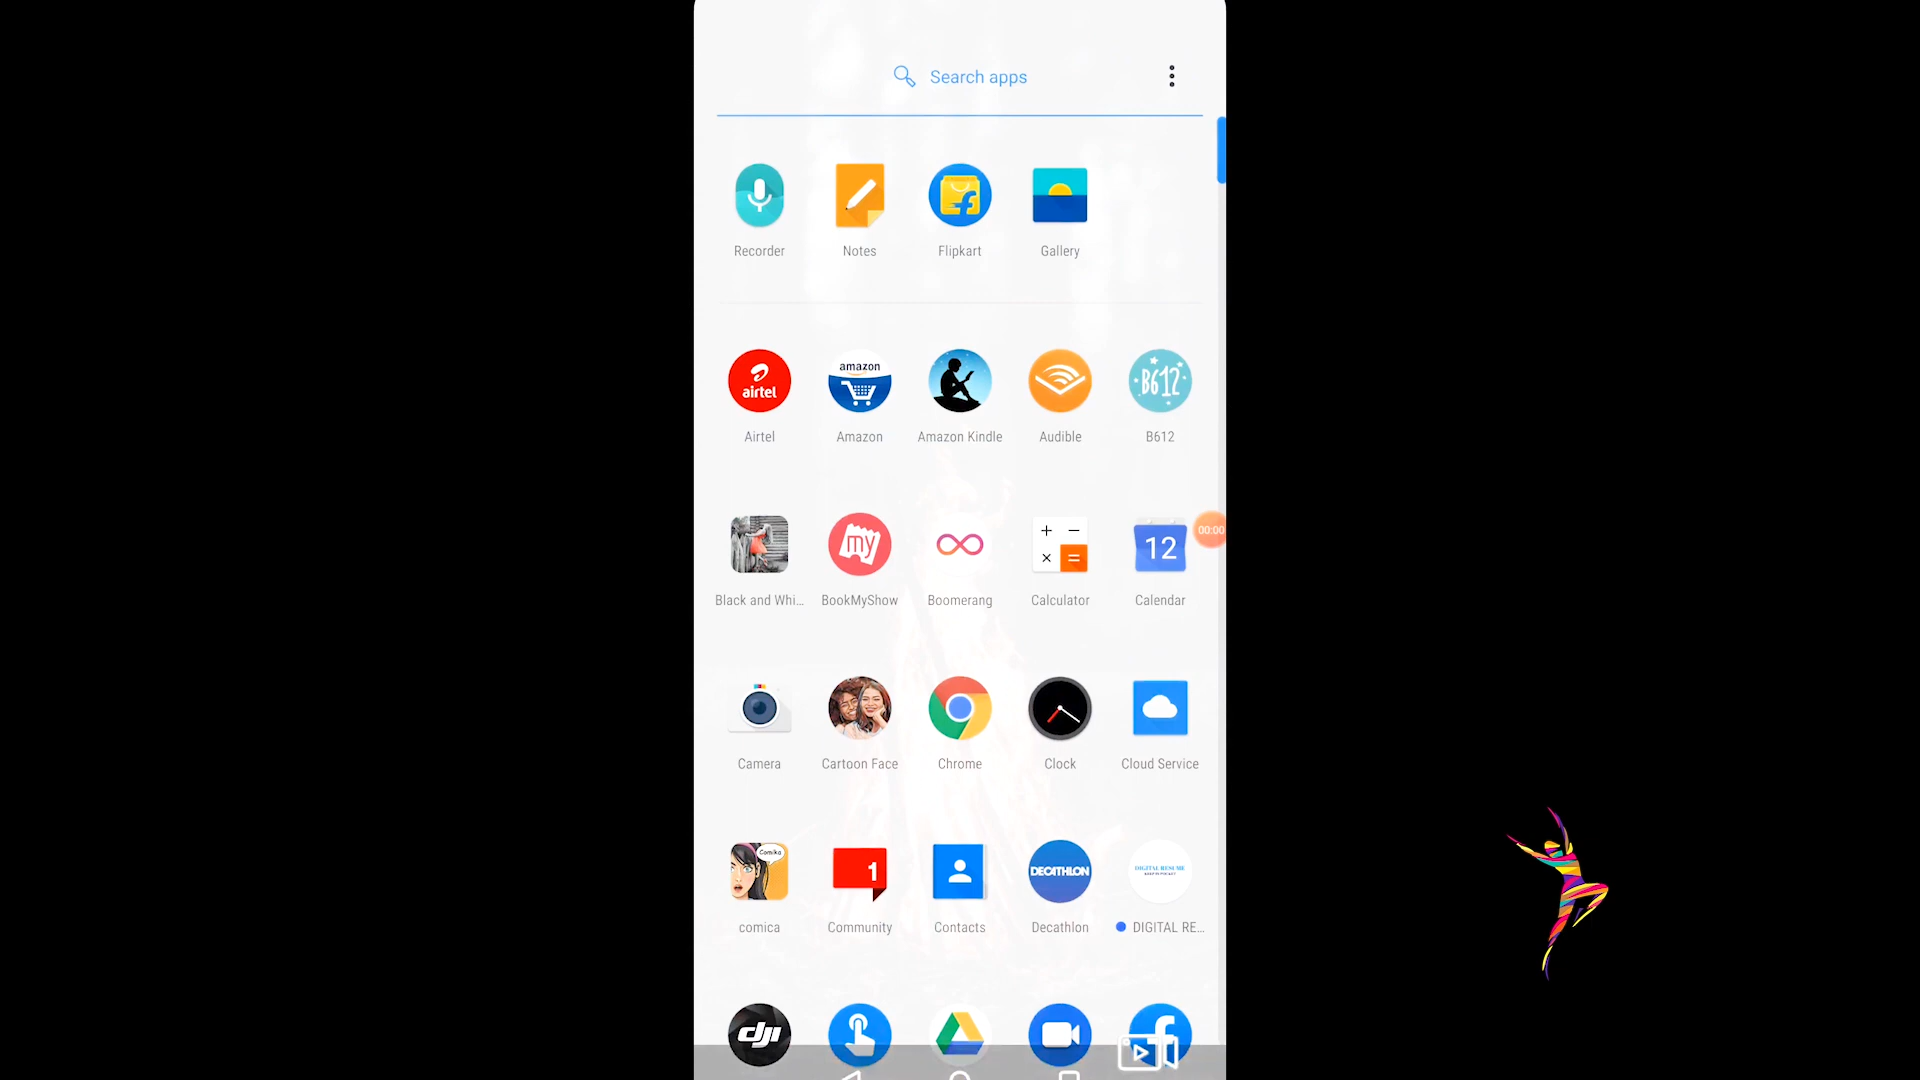 Search apps
Recorder
Notes
Flipkart
Gallery
airtel
amazon
B612
Airtel
Amazon
Amazon Kindle
Audible
B612
my
12
00:00
Black and Whi...
BookMyShow
Boomerang
Calculator
Calendar
Camera
Cartoon Face
Chrome
Clock
Cloud Service
Comika
1
DECATHLON
DIGITAL RESUME
comica
Community
Contacts
Decathlon
DIGITAL RE...
dji